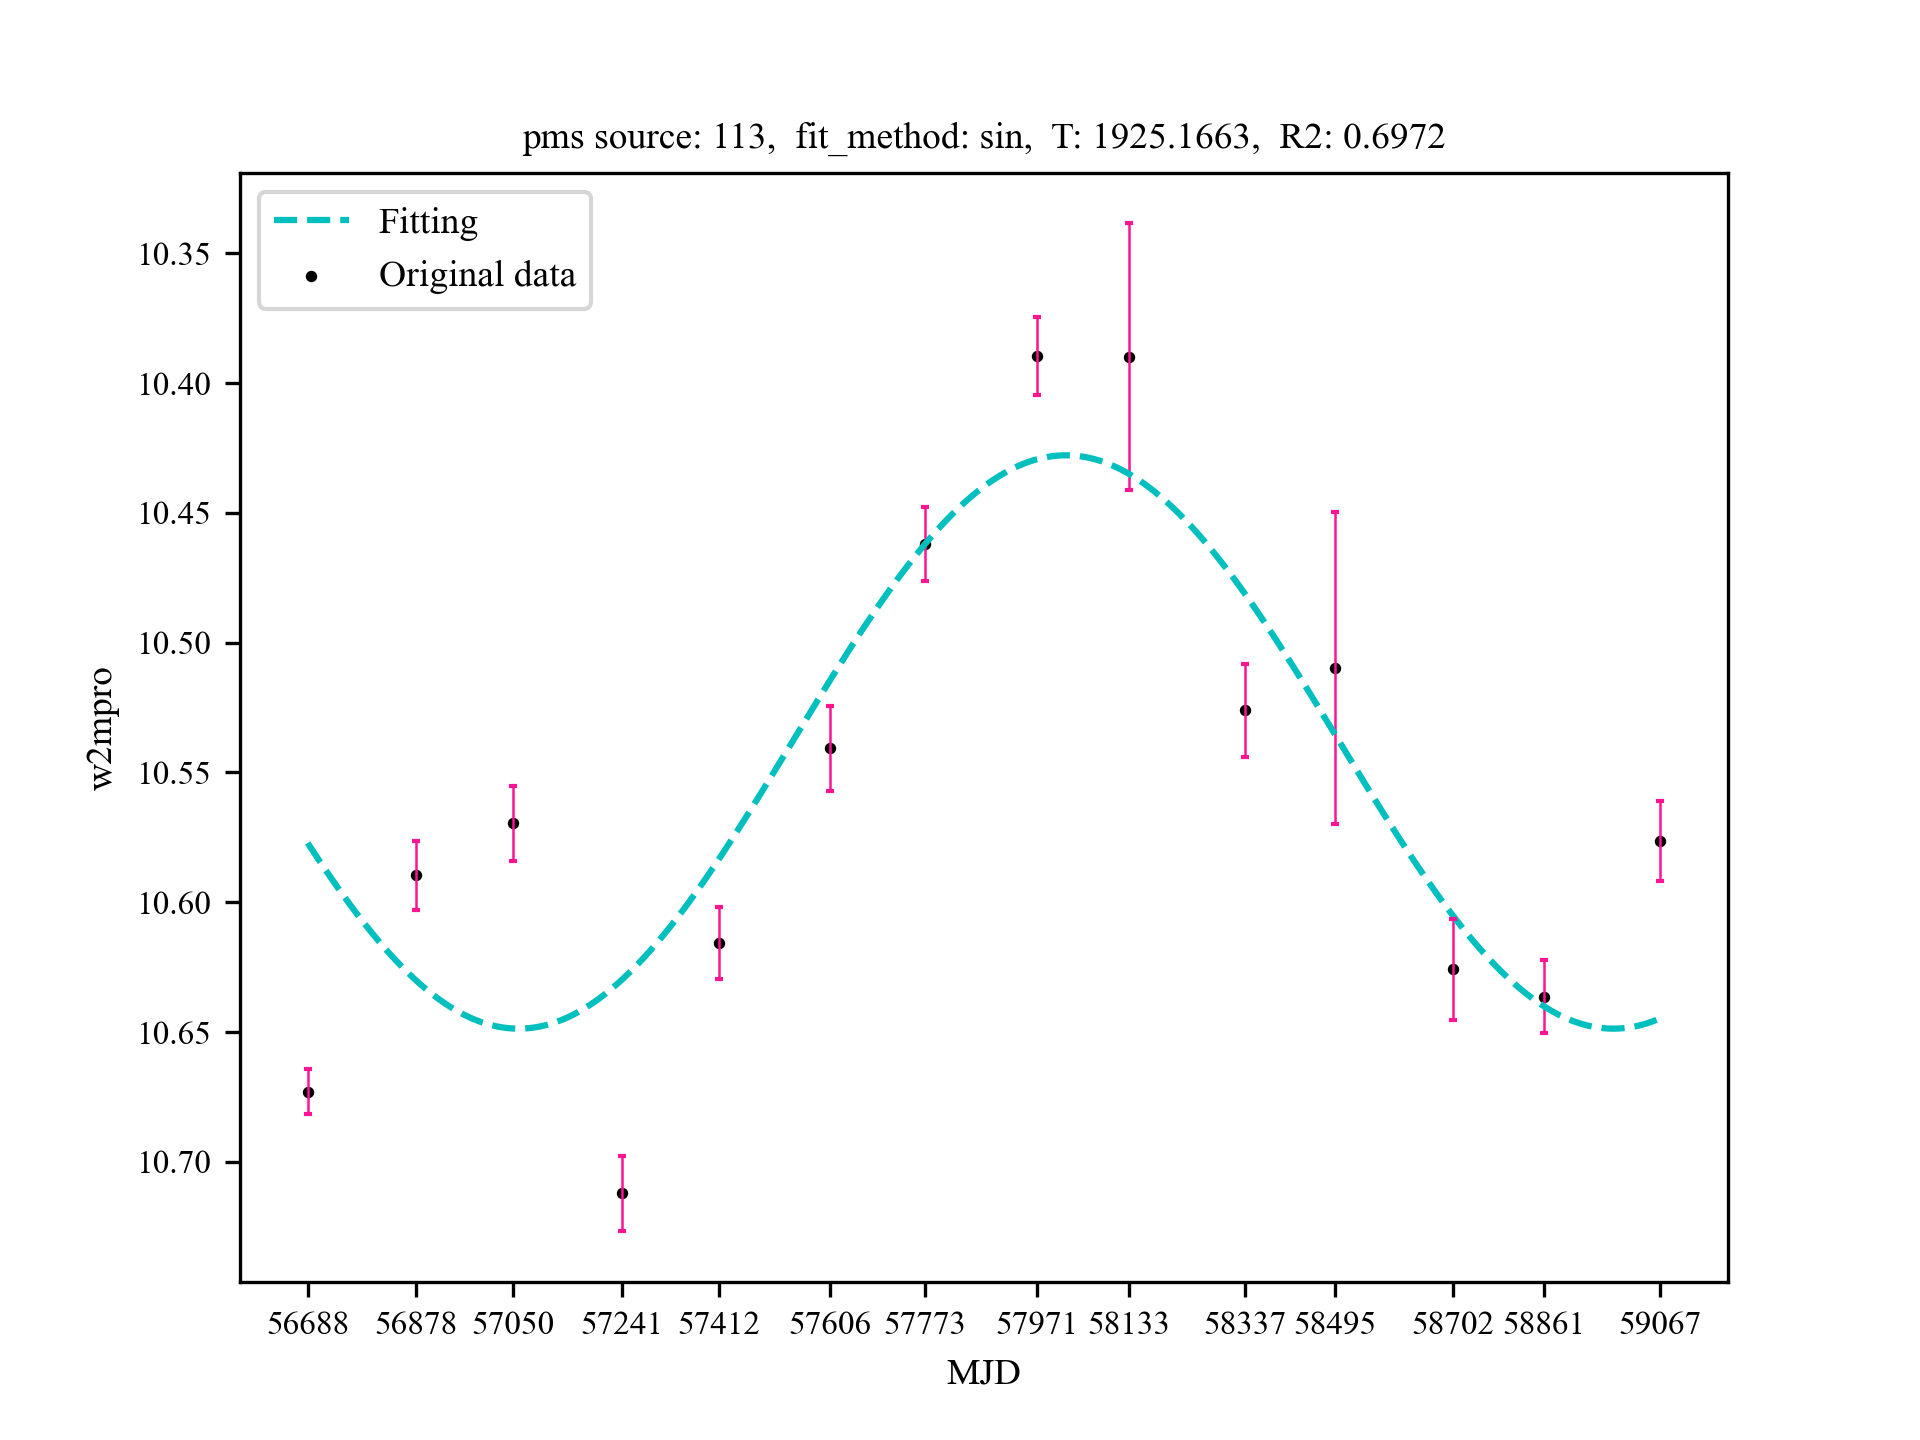 pms source: 113,  fit_method: sin,  T: 1925.1663,  R2: 0.6972
Fitting
Original data
10.35
10.40
10.45
10.50
10.55
10.60
10.65
10.70
w2mpro
56688 56878 57050 57241 57412 57606 57773 57971 58133 58337 58495 58702 58861 59067
MJD